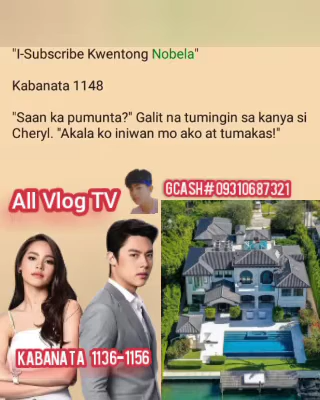 "I-Subscribe Kwentong Nobela"
Kabanata 1148
"Saan ka pumunta?" Galit na tumingin sa kanya si
Cheryl. "Akala ko iniwan mo ako at tumakas!"
All Vlog TV
GCASH#09310687321
KABANATA 1136-1156